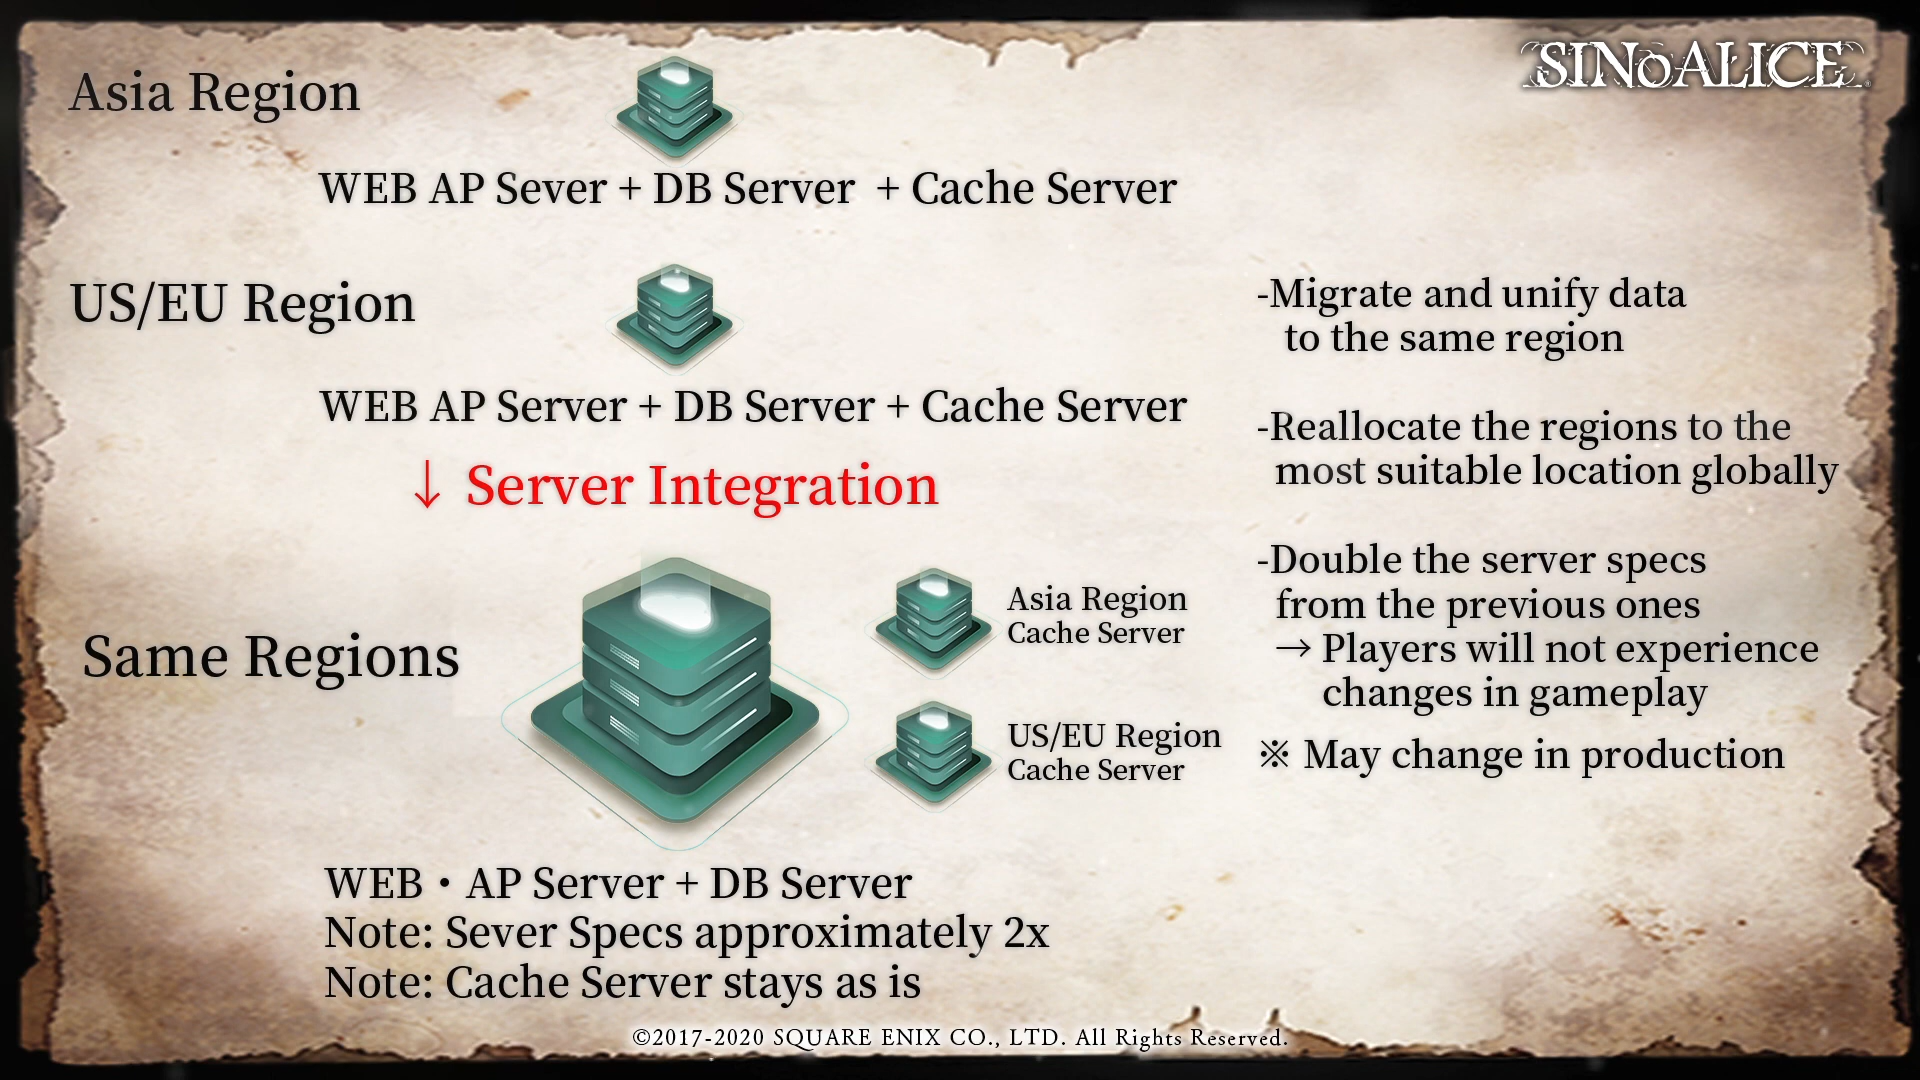 SINoALICE
Asia Region
WEB AP Sever + DB Server + Cache Server
US/EU Region
WEB AP Server + DB Server + Cache Server
↓ Server Integration
Same Regions
Asia Region
Cache Server
US/EU Region
Cache Server
WEB・AP Server + DB Server
Note: Sever Specs approximately 2x
Note: Cache Server stays as is
-Migrate and unify data
to the same region
-Reallocate the regions to the
most suitable location globally
-Double the server specs
from the previous ones
→ Players will not experience
changes in gameplay
※ May change in production
©2017-2020 SQUARE ENIX CO., LTD. All Rights Reserved.